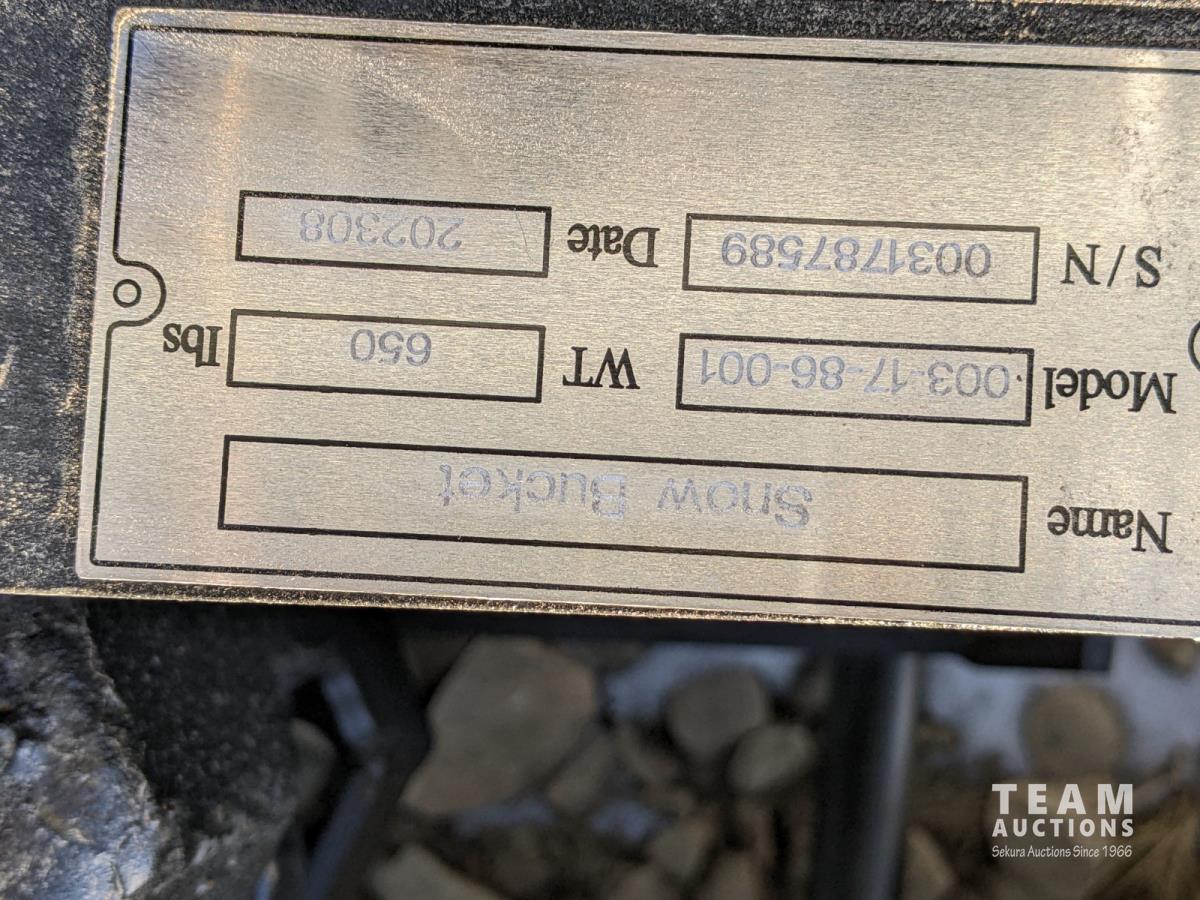 Name Snow Bucket
Model 003-17-86-001 WT 650 lbs
S/N 0031787589 Date 202308
TEAM
AUCTIONS
Sekura Auctions Since 1966